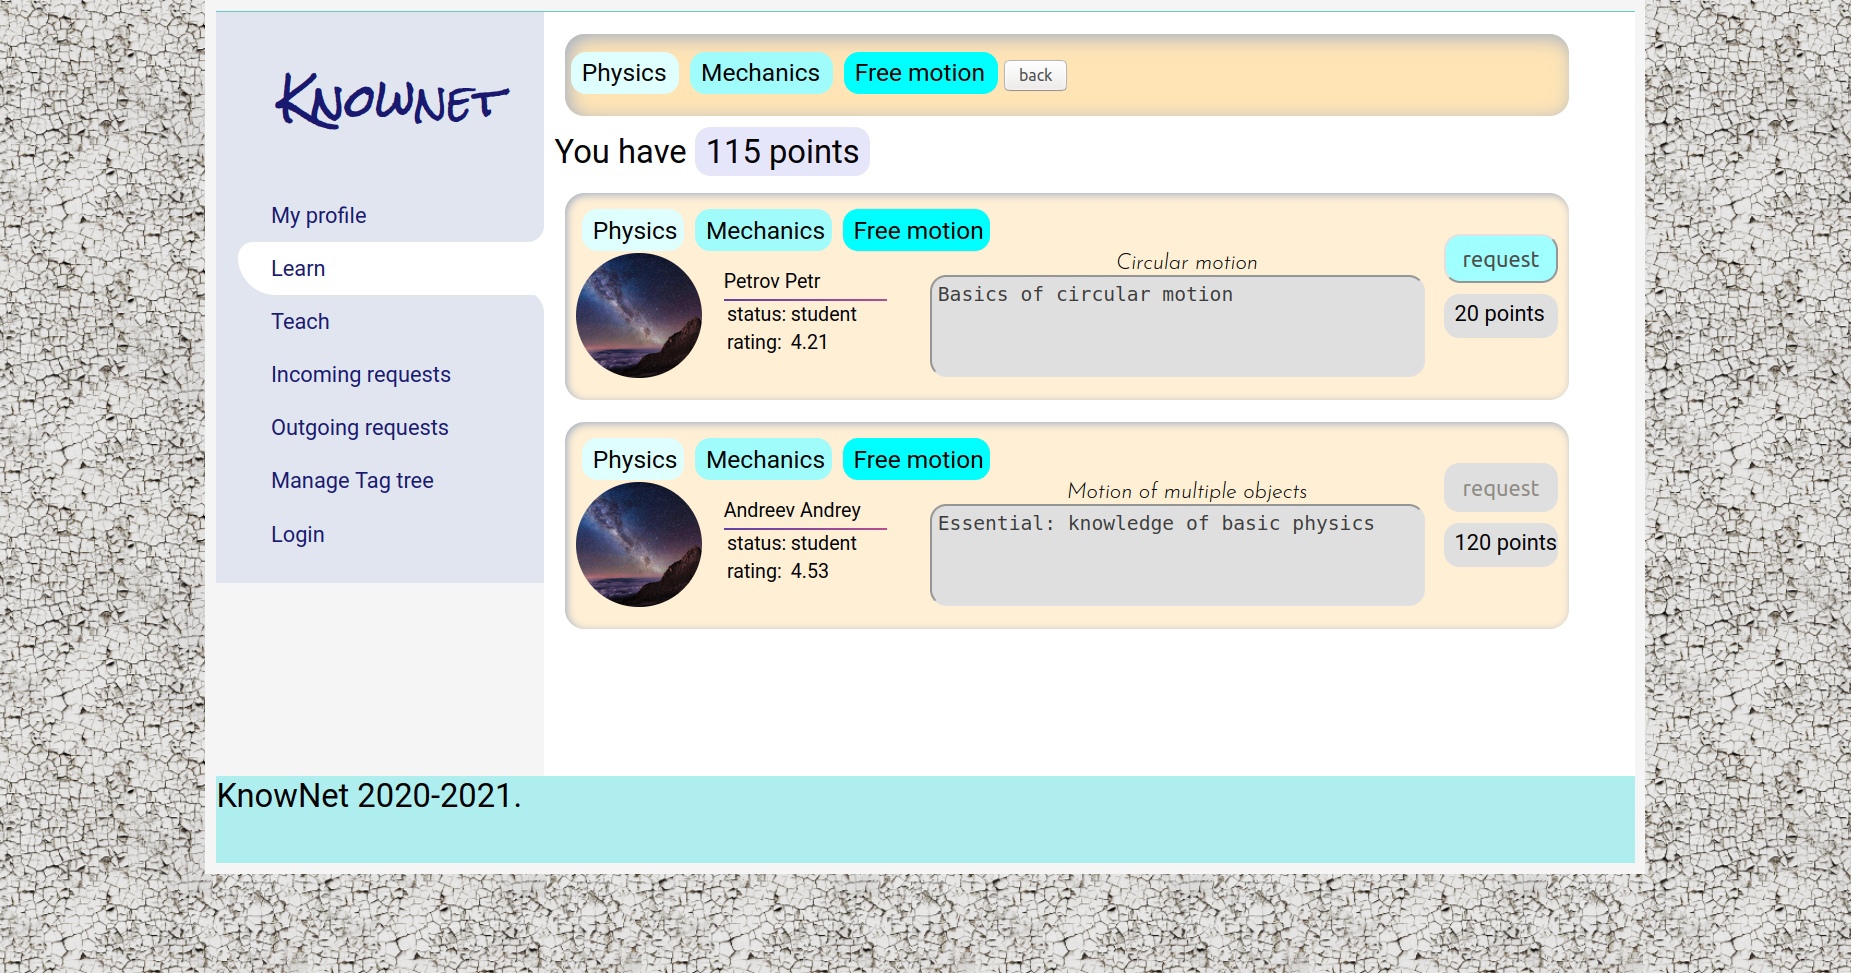 KNOWNET
My profile
Learn
Teach
Incoming requests
Outgoing requests
Manage Tag tree
Login
Physics Mechanics Free motion back
You have 115 points
Physics Mechanics Free motion
Petrov Petr
status: student
rating: 4.21
Circular motion
Basics of circular motion
request
20 points
Physics Mechanics Free motion
Andreev Andrey
status: student
rating: 4.53
Motion of multiple objects
Essential: knowledge of basic physics
request
120 points
KnowNet 2020-2021.